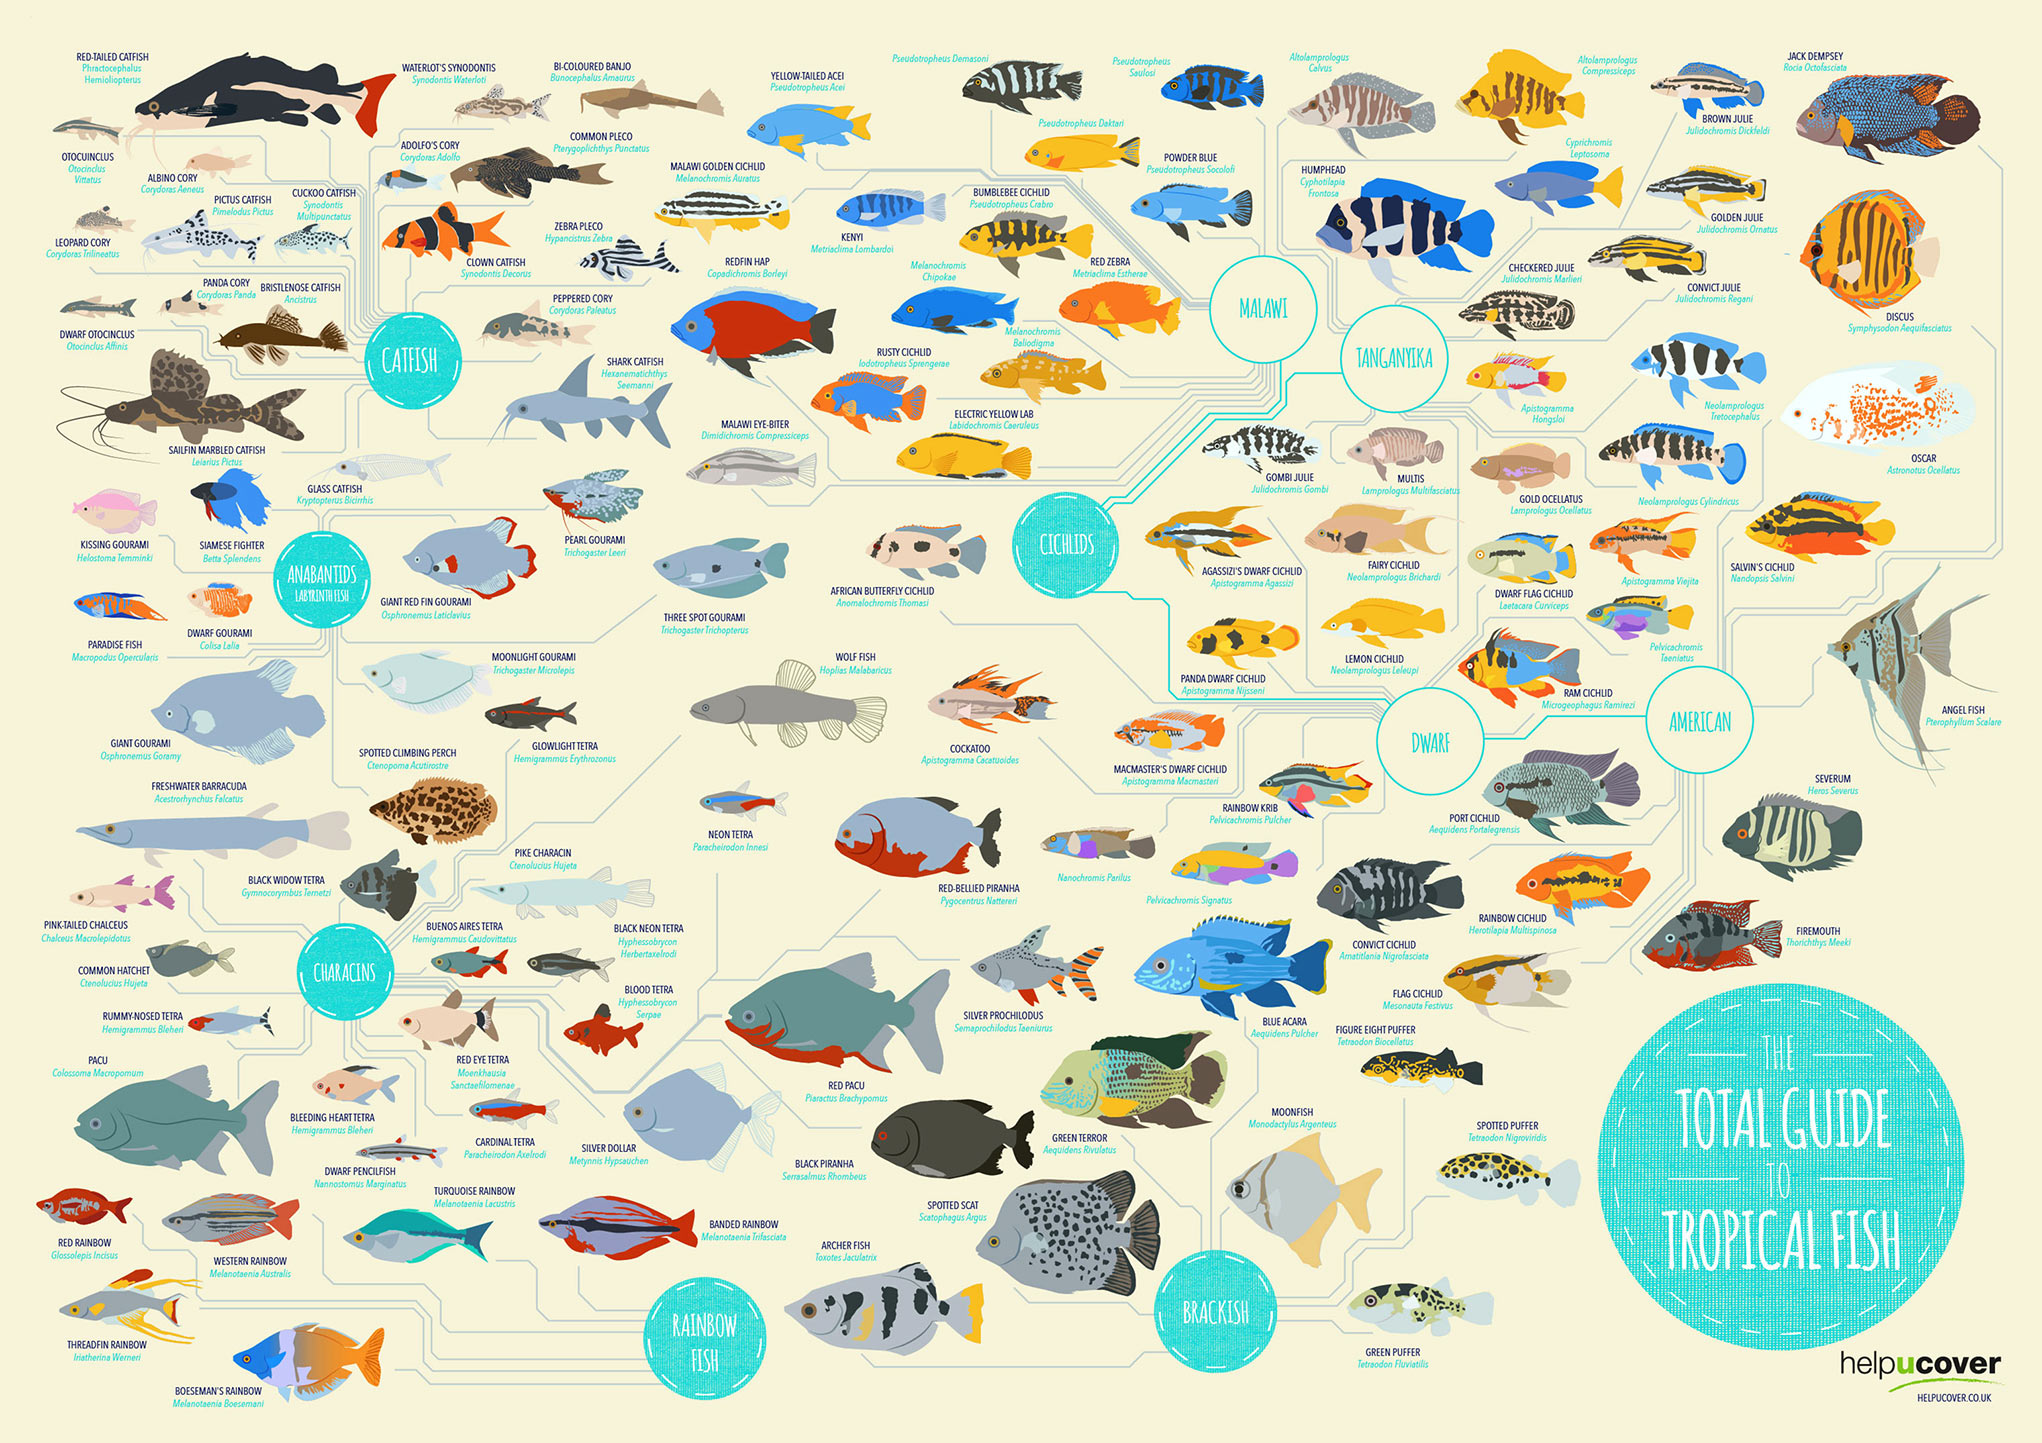 RED-TAILED CATFISH
Phractocephalus
Hemioliopterus
WATERLOT'S SYNODONTIS
Synodontis Waterloti
BI-COLOURED BANJO
Bunocephalus Amaurus
YELLOW-TAILED ACEI
Pseudotropheus Acei
Pseudotropheus Demasoni
Pseudotropheus
Saulosi
Altolamprologus
Calvus
Altolamprologus
Compressiceps
BROWN JULIE
Julidochromis Dickfeldi
JACK DEMPSEY
Rocia Octofasciata
OTOCUINCLUS
Otocinclus
Vittatus
ALBINO CORY
Corydoras Aeneus
ADOLFO'S CORY
Corydoras Adolfo
COMMON PLECO
Pterygoplichthys Punctatus
MALAWI GOLDEN CICHLID
Melanochromis Auratus
Pseudotropheus Daktari
POWDER BLUE
Pseudotropheus Socolofi
HUMPHEAD
Cyphotilapia
Frontosa
Cyprichromis
Leptosoma
GOLDEN JULIE
Julidochromis Ornatus
LEOPARD CORY
Corydoras Trilineatus
PICTUS CATFISH
Pimelodus Pictus
CUCKOO CATFISH
Synodontis
Multipunctatus
CLOWN CATFISH
Synodontis Decorus
ZEBRA PLECO
Hypancistrus Zebra
KENYI
Metriaclima Lombardoi
BUMBLEBEE CICHLID
Pseudotropheus Crabro
REDFIN HAP
Copadichromis Borleyi
Melanochromis
Chipokae
RED ZEBRA
Metriaclima Estherae
MALAWI
CHECKERED JULIE
Julidochromis Marlieri
CONVICT JULIE
Julidochromis Regani
DISCUS
Symphysodon Aequifasciatus
DWARF OTOCINCLUS
Otocinclus Affinis
PANDA CORY
Corydoras Panda
BRISTLENOSE CATFISH
Ancistrus
PEPPERED CORY
Corydoras Paleatus
CATFISH
SHARK CATFISH
Hexanematichthys
Seemanni
RUSTY CICHLID
Iodotropheus Sprengerae
Melanochromis
Baliodigma
TANGANYIKA
Apistogramma
Hongsloi
Neolamprologus
Tretocephalus
OSCAR
Astronotus Ocellatus
SAILFIN MARBLED CATFISH
Leiarius Pictus
GLASS CATFISH
Kryptopterus Bicirrhis
MALAWI EYE-BITER
Dimidichromis Compressiceps
ELECTRIC YELLOW LAB
Labidochromis Caeruleus
GOMBI JULIE
Julidochromis Gombi
MULTIS
Lamprologus Multifasciatus
GOLD OCELLATUS
Lamprologus Ocellatus
Neolamprologus Cylindricus
KISSING GOURAMI
Helostoma Temminki
SIAMESE FIGHTER
Betta Splendens
ANABANTIDS
LABYRINTH FISH
GIANT RED FIN GOURAMI
Osphronemus Laticlavius
PEARL GOURAMI
Trichogaster Leeri
THREE SPOT GOURAMI
Trichogaster Trichopterus
AFRICAN BUTTERFLY CICHLID
Anomalochromis Thomasi
CICHLIDS
AGASSIZI'S DWARF CICHLID
Apistogramma Agassizi
FAIRY CICHLID
Neolamprologus Brichardi
DWARF FLAG CICHLID
Laetacara Curviceps
Apistogramma Viejita
SALVIN'S CICHLID
Nandopsis Salvini
PARADISE FISH
Macropodus Opercularis
DWARF GOURAMI
Colisa Lalia
MOONLIGHT GOURAMI
Trichogaster Microlepis
WOLF FISH
Hoplias Malabaricus
PANDA DWARF CICHLID
Apistogramma Nijsseni
LEMON CICHLID
Neolamprologus Leleupi
Pelvicachromis
Taeniatus
RAM CICHLID
Microgeophagus Ramirezi
ANGEL FISH
Pterophyllum Scalare
GIANT GOURAMI
Osphronemus Goramy
SPOTTED CLIMBING PERCH
Ctenopoma Acutirostre
GLOWLIGHT TETRA
Hemigrammus Erythrozonus
COCKATOO
Apistogramma Cacatuoides
MACMASTER'S DWARF CICHLID
Apistogramma Macmasteri
DWARF
AMERICAN
FRESHWATER BARRACUDA
Acestrorhynchus Falcatus
NEON TETRA
Paracheirodon Innesi
RAINBOW KRIB
Pelvicachromis Pulcher
PORT CICHLID
Aequidens Portalegrensis
SEVERUM
Heros Severus
BLACK WIDOW TETRA
Gymnocorymbus Ternetzi
PIKE CHARACIN
Ctenolucius Hujeta
RED-BELLIED PIRANHA
Pygocentrus Nattereri
Nanochromis Parilus
Pelvicachromis Signatus
PINK-TAILED CHALCEUS
Chalceus Macrolepidotus
BUENOS AIRES TETRA
Hemigrammus Caudovittatus
BLACK NEON TETRA
Hyphessobrycon
Herbertaxelrodi
CONVICT CICHLID
Amatitlania Nigrofasciata
RAINBOW CICHLID
Herotilapia Multispinosa
FIREMOUTH
Thorichthys Meeki
COMMON HATCHET
Ctenolucius Hujeta
CHARACINS
BLOOD TETRA
Hyphessobrycon
Serpae
SILVER PROCHILODUS
Semaprochilodus Taeniurus
BLUE ACARA
Aequidens Pulcher
FLAG CICHLID
Mesonauta Festivus
RUMMY-NOSED TETRA
Hemigrammus Bleheri
FIGURE EIGHT PUFFER
Tetraodon Biocellatus
PACU
Colossoma Macropomum
RED EYE TETRA
Moenkhausia
Sanctaefilomenae
RED PACU
Piaractus Brachypomus
BLEEDING HEART TETRA
Hemigrammus Bleheri
CARDINAL TETRA
Paracheirodon Axelrodi
SILVER DOLLAR
Metynnis Hypsauchen
BLACK PIRANHA
Serrasalmus Rhombeus
GREEN TERROR
Aequidens Rivulatus
MOONFISH
Monodactylus Argenteus
SPOTTED PUFFER
Tetraodon Nigroviridis
THE
TOTAL GUIDE
TO
TROPICAL FISH
DWARF PENCILFISH
Nannostomus Marginatus
TURQUOISE RAINBOW
Melanotaenia Lacustris
BANDED RAINBOW
Melanotaenia Trifasciata
SPOTTED SCAT
Scatophagus Argus
RED RAINBOW
Glossolepis Incisus
WESTERN RAINBOW
Melanotaenia Australis
ARCHER FISH
Toxotes Jaculatrix
RAINBOW
FISH
BRACKISH
THREADFIN RAINBOW
Iriatherina Werneri
GREEN PUFFER
Tetraodon Fluviatilis
BOESEMAN'S RAINBOW
Melanotaenia Boesemani
helpucover
HELPUCOVER.CO.UK